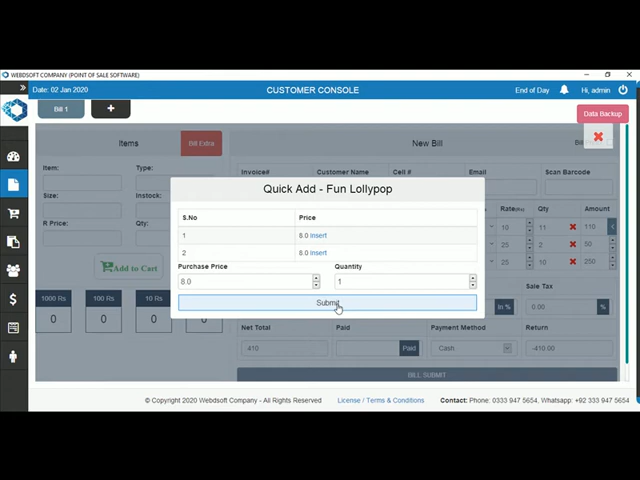 WEBDSOFT COMPANY (POINT OF SALE SOFTWARE)
Date: 02 Jan 2020
CUSTOMER CONSOLE
End of Day
Hi, admin
Bill 1
+
Data Backup
Items
Bill Extra
New Bill
Item:
Type:
Invoice#
Customer Name
Cell #
Email
Scan Barcode
Size:
Instock:
R Price:
Qty:
Add to Cart
Quick Add - Fun Lollypop
S.No
Price
1
8.0 Insert
2
8.0 Insert
Purchase Price
Quantity
8.0
1
Submit
Rate(Rs)
Qty
Amount
10
11
110
25
2
50
25
10
250
Sale Tax
In %
0.00
%
1000 Rs
100 Rs
10 Rs
0
0
0
0
Net Total
Paid
Payment Method
Return
410
Paid
Cash
-410.00
BILL SUBMIT
© Copyright 2020 Webdsoft Company - All Rights Reserved
License / Terms & Conditions
Contact: Phone: 0333 947 5654, Whatsapp: +92 333 947 5654